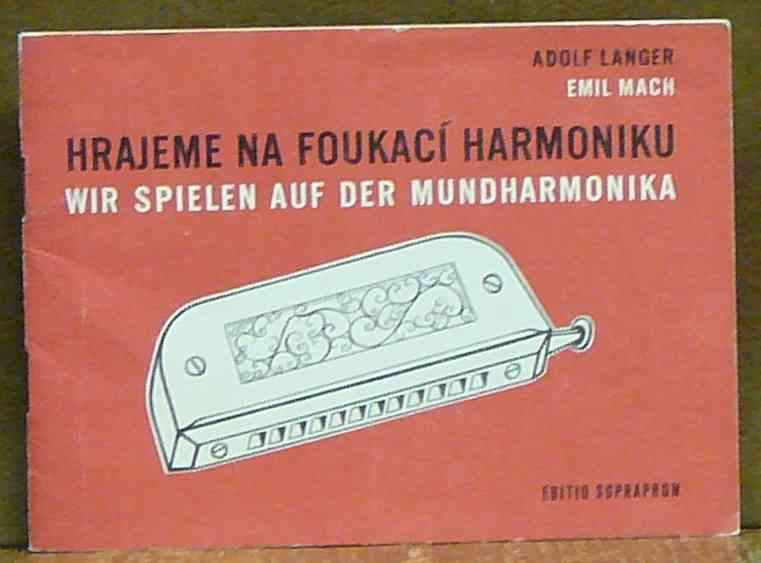 ADOLF LANGER
EMIL MACH
HRAJEME NA FOUKACÍ HARMONIKU
WIR SPIELEN AUF DER MUNDHARMONIKA
EDITIO SUPRAPHON